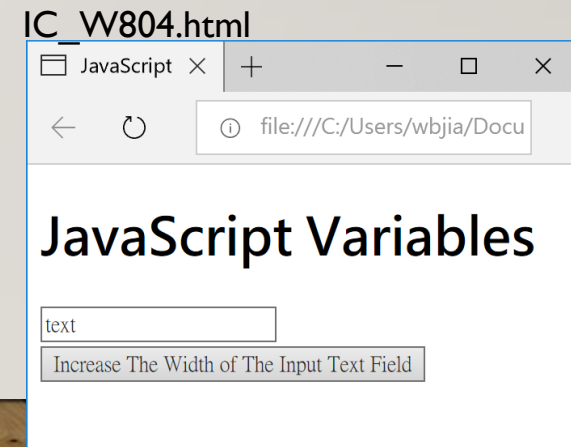 IC_W804.html
JavaScript
file:///C:/Users/wbjia/Docu
JavaScript Variables
text
Increase The Width of The Input Text Field